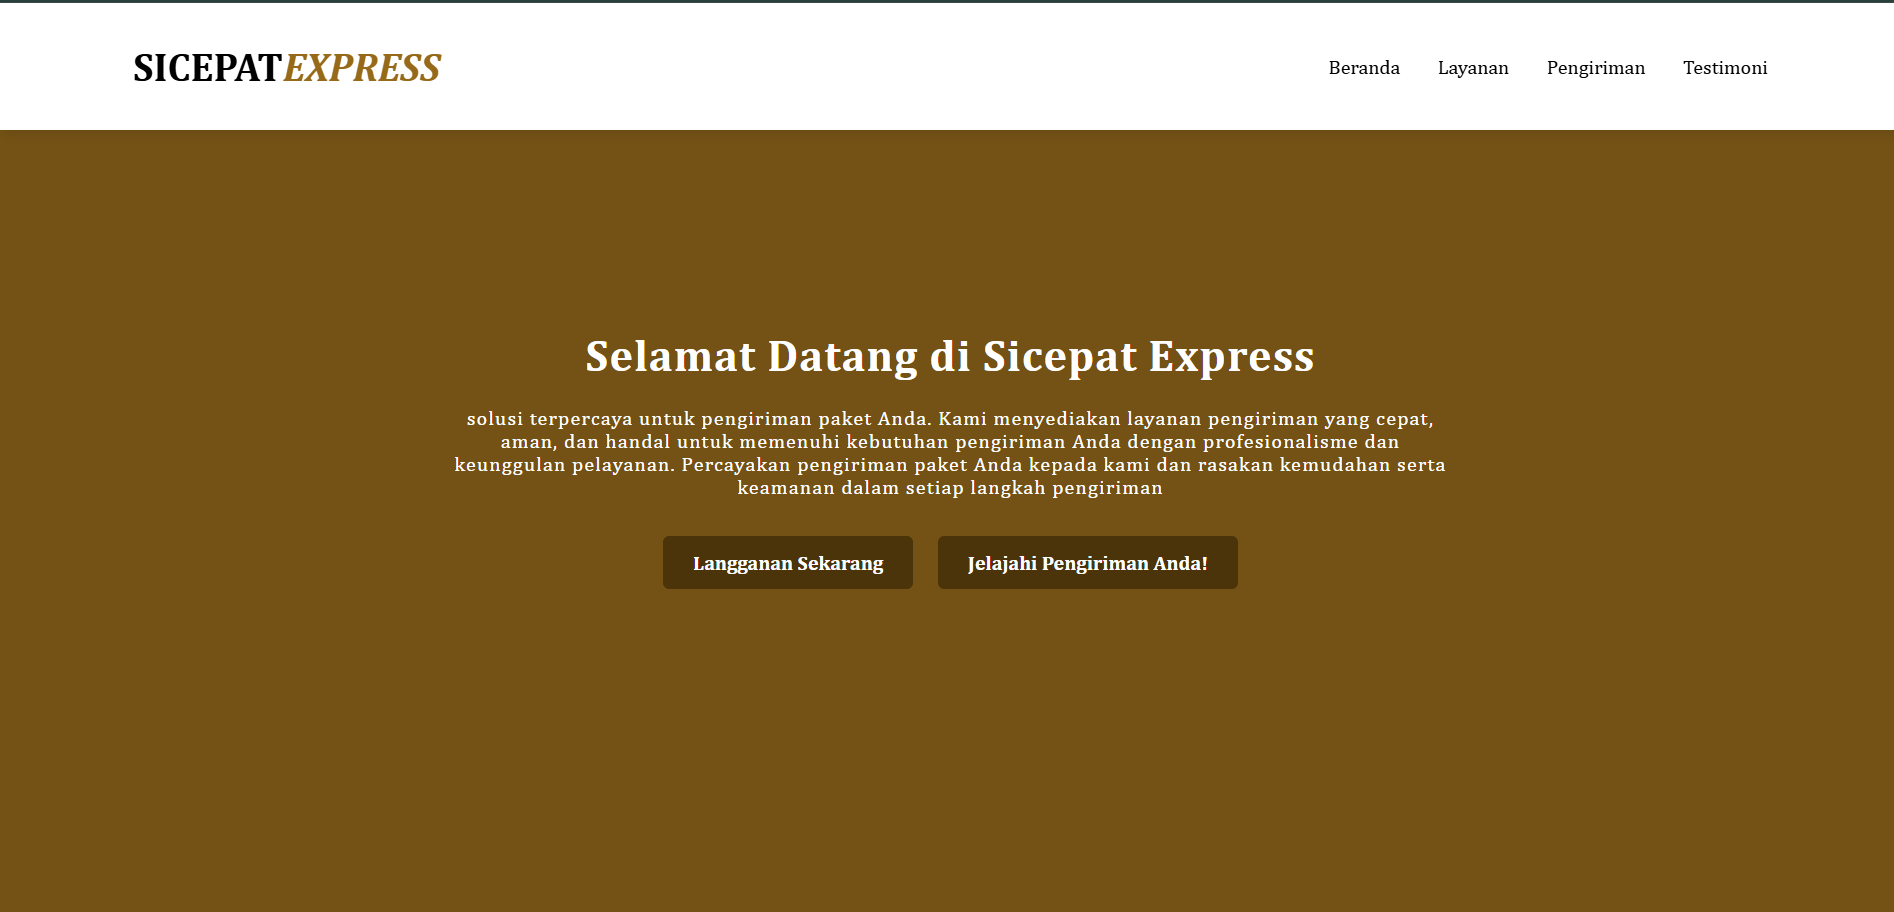 SICEPATEXPRESS
Beranda Layanan Pengiriman Testimoni
Selamat Datang di Sicepat Express
solusi terpercaya untuk pengiriman paket Anda. Kami menyediakan layanan pengiriman yang cepat,
aman, dan handal untuk memenuhi kebutuhan pengiriman Anda dengan profesionalisme dan
keunggulan pelayanan. Percayakan pengiriman paket Anda kepada kami dan rasakan kemudahan serta
keamanan dalam setiap langkah pengiriman
Langganan Sekarang
Jelajahi Pengiriman Anda!